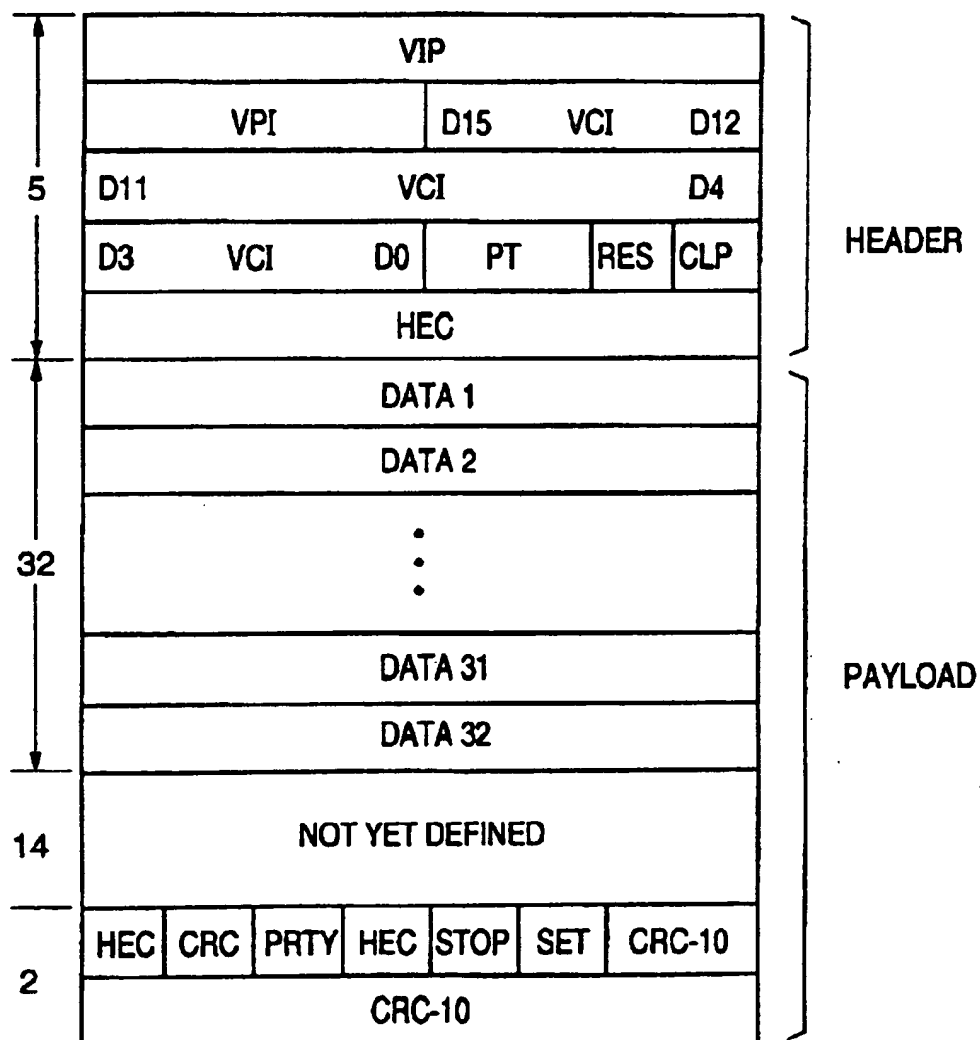 VIP
VPI D15 VCI D12
5 D11 VCI D4
D3 VCI D0 PT RES CLP
HEADER
HEC
DATA 1
DATA 2
32
DATA 31
PAYLOAD
DATA 32
14 NOT YET DEFINED
HEC CRC PRTY HEC STOP SET CRC-10
2
CRC-10